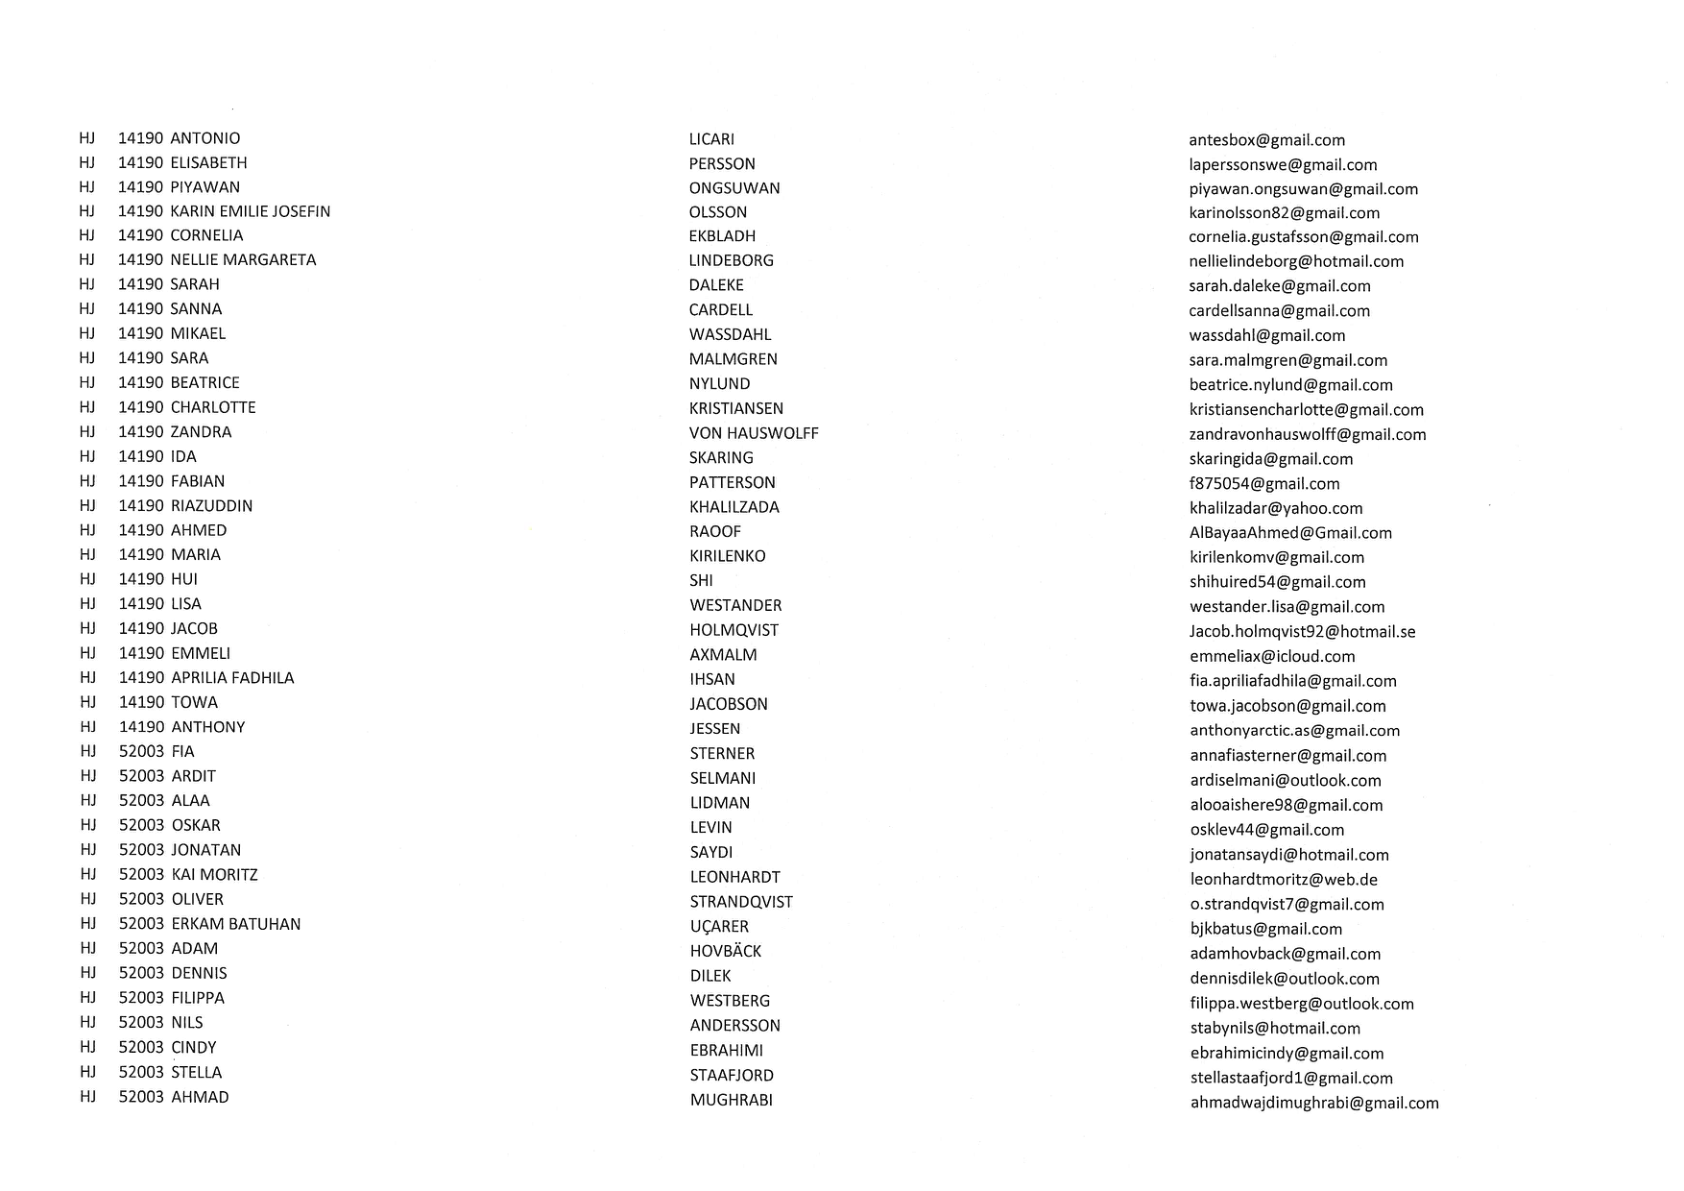 HJ 14190 ANTONIO LICARI antesbox@gmail.com
HJ 14190 ELISABETH PERSSON laperssonswe@gmail.com
HJ 14190 PIYAWAN ONGSUWAN piyawan.ongsuwan@gmail.com
HJ 14190 KARIN EMILIE JOSEFIN OLSSON karinolsson82@gmail.com
HJ 14190 CORNELIA EKBLADH cornelia.gustafsson@gmail.com
HJ 14190 NELLIE MARGARETA LINDEBORG nellielindeborg@hotmail.com
HJ 14190 SARAH DALEKE sarah.daleke@gmail.com
HJ 14190 SANNA CARDELL cardellsanna@gmail.com
HJ 14190 MIKAEL WASSDAHL wassdahl@gmail.com
HJ 14190 SARA MALMGREN sara.malmgren@gmail.com
HJ 14190 BEATRICE NYLUND beatrice.nylund@gmail.com
HJ 14190 CHARLOTTE KRISTIANSEN kristiansencharlotte@gmail.com
HJ 14190 ZANDRA VON HAUSWOLFF zandravonhauswolff@gmail.com
HJ 14190 IDA SKARING skaringida@gmail.com
HJ 14190 FABIAN PATTERSON f875054@gmail.com
HJ 14190 RIAZUDDIN KHALILZADA khalilzadar@yahoo.com
HJ 14190 AHMED RAOOF AlBayaaAhmed@Gmail.com
HJ 14190 MARIA KIRILENKO kirilenkomv@gmail.com
HJ 14190 HUI SHI shihuired54@gmail.com
HJ 14190 LISA WESTANDER westander.lisa@gmail.com
HJ 14190 JACOB HOLMQVIST Jacob.holmqvist92@hotmail.se
HJ 14190 EMMELI AXMALM emmeliax@icloud.com
HJ 14190 APRILIA FADHILA IHSAN fia.apriliafadhila@gmail.com
HJ 14190 TOWA JACOBSON towa.jacobson@gmail.com
HJ 14190 ANTHONY JESSEN anthonyarctic.as@gmail.com
HJ 52003 FIA STERNER annafiasterner@gmail.com
HJ 52003 ARDIT SELMANI ardiselmani@outlook.com
HJ 52003 ALAA LIDMAN alooaishere98@gmail.com
HJ 52003 OSKAR LEVIN osklev44@gmail.com
HJ 52003 JONATAN SAYDI jonatansaydi@hotmail.com
HJ 52003 KAI MORITZ LEONHARDT leonhardtmoritz@web.de
HJ 52003 OLIVER STRANDQVIST o.strandqvist7@gmail.com
HJ 52003 ERKAM BATUHAN UÇARER bjkbatus@gmail.com
HJ 52003 ADAM HOVBÄCK adamhovback@gmail.com
HJ 52003 DENNIS DILEK dennisdilek@outlook.com
HJ 52003 FILIPPA WESTBERG filippa.westberg@outlook.com
HJ 52003 NILS ANDERSSON stabynils@hotmail.com
HJ 52003 CINDY EBRAHIMI ebrahimicindy@gmail.com
HJ 52003 STELLA STAAFJORD stellastaafjord1@gmail.com
HJ 52003 AHMAD MUGHRABI ahmadwajdimughrabi@gmail.com